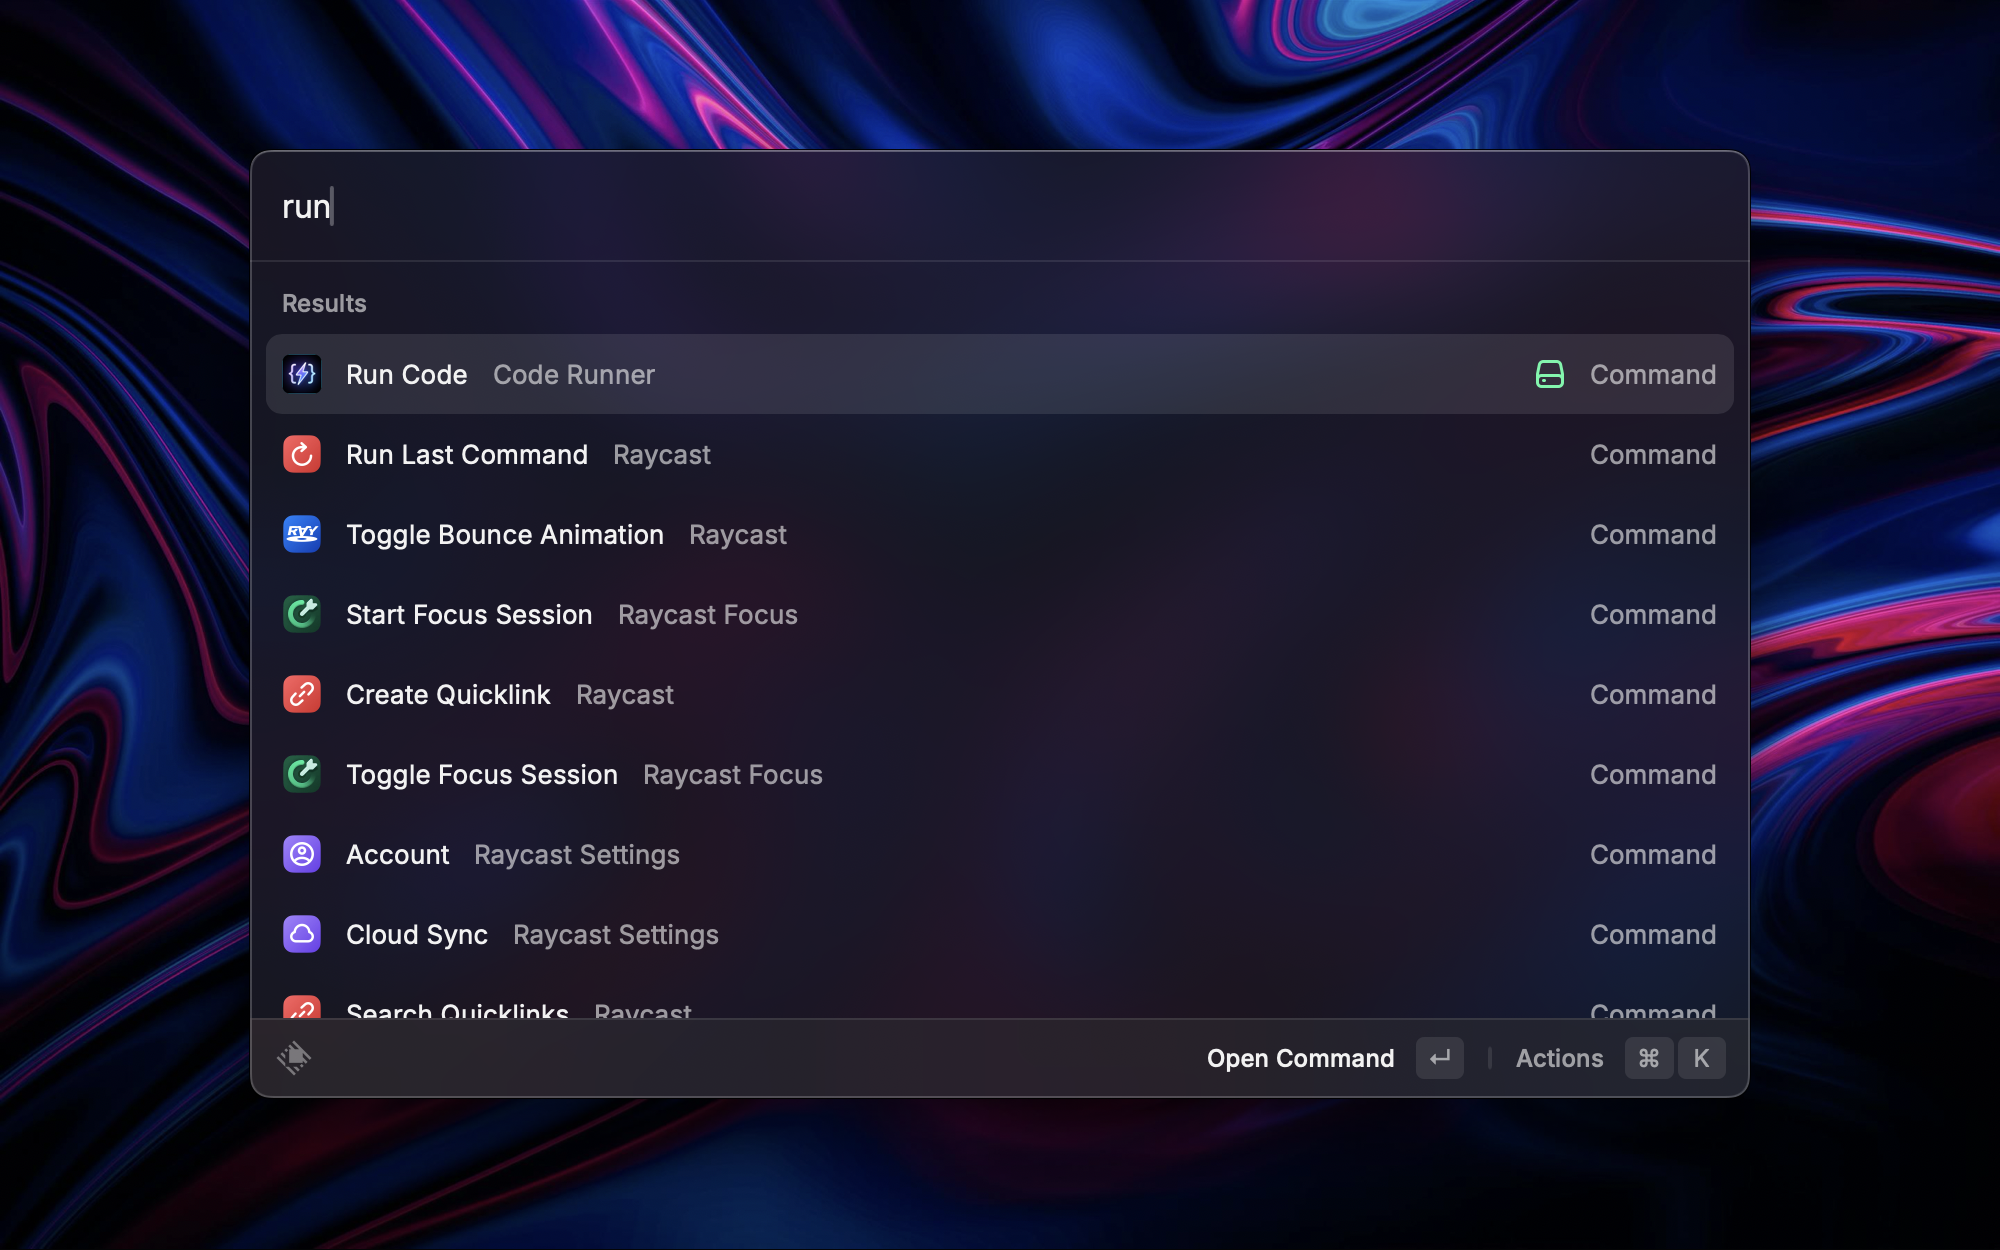 run
Results
Run Code Code Runner Command
Run Last Command Raycast Command
RAY Toggle Bounce Animation Raycast Command
Start Focus Session Raycast Focus Command
Create Quicklink Raycast Command
Toggle Focus Session Raycast Focus Command
Account Raycast Settings Command
Cloud Sync Raycast Settings Command
Search Quicklinks Raycast Command
Open Command ↵ Actions ⌘ K